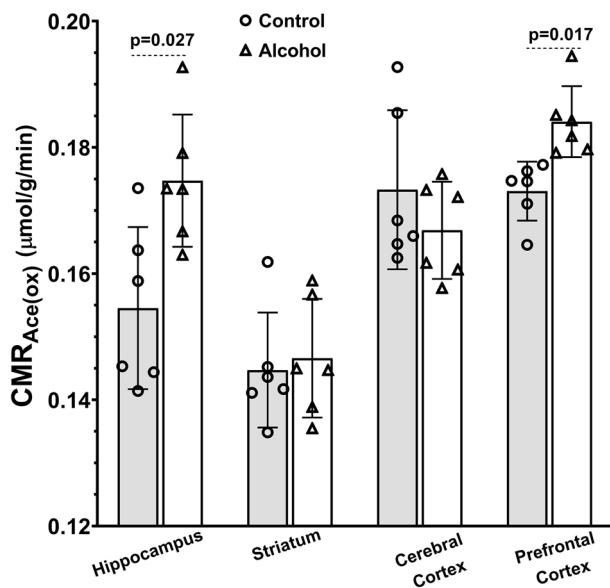 0.20
0.18
0.16
0.14
0.12
CMRAce(ox) (μmol/g/min)
Control
Alcohol
p=0.027
p=0.017
Hippocampus
Striatum
Cerebral
Cortex
Prefrontal
Cortex